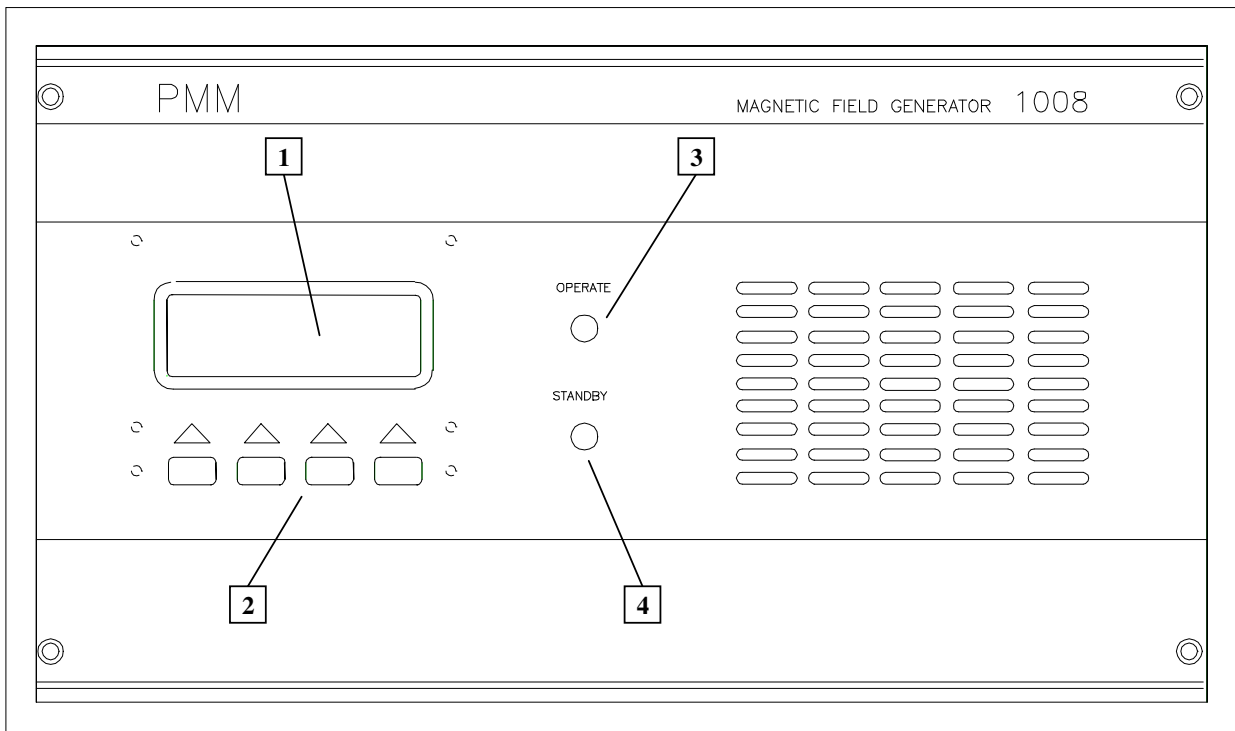 PMM
MAGNETIC FIELD GENERATOR 1008
1
3
OPERATE
STANDBY
2
4